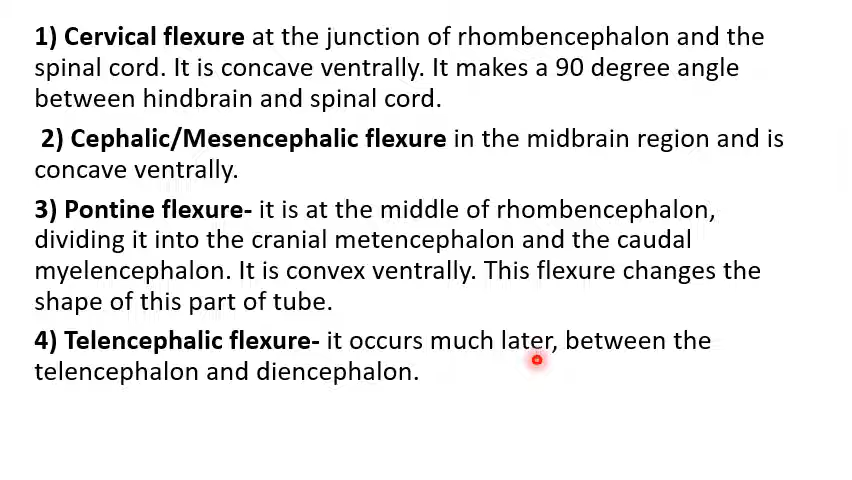 1) Cervical flexure at the junction of rhombencephalon and the
spinal cord. It is concave ventrally. It makes a 90 degree angle
between hindbrain and spinal cord.
2) Cephalic/Mesencephalic flexure in the midbrain region and is
concave ventrally.
3) Pontine flexure- it is at the middle of rhombencephalon,
dividing it into the cranial metencephalon and the caudal
myelencephalon. It is convex ventrally. This flexure changes the
shape of this part of tube.
4) Telencephalic flexure- it occurs much later, between the
telencephalon and diencephalon.